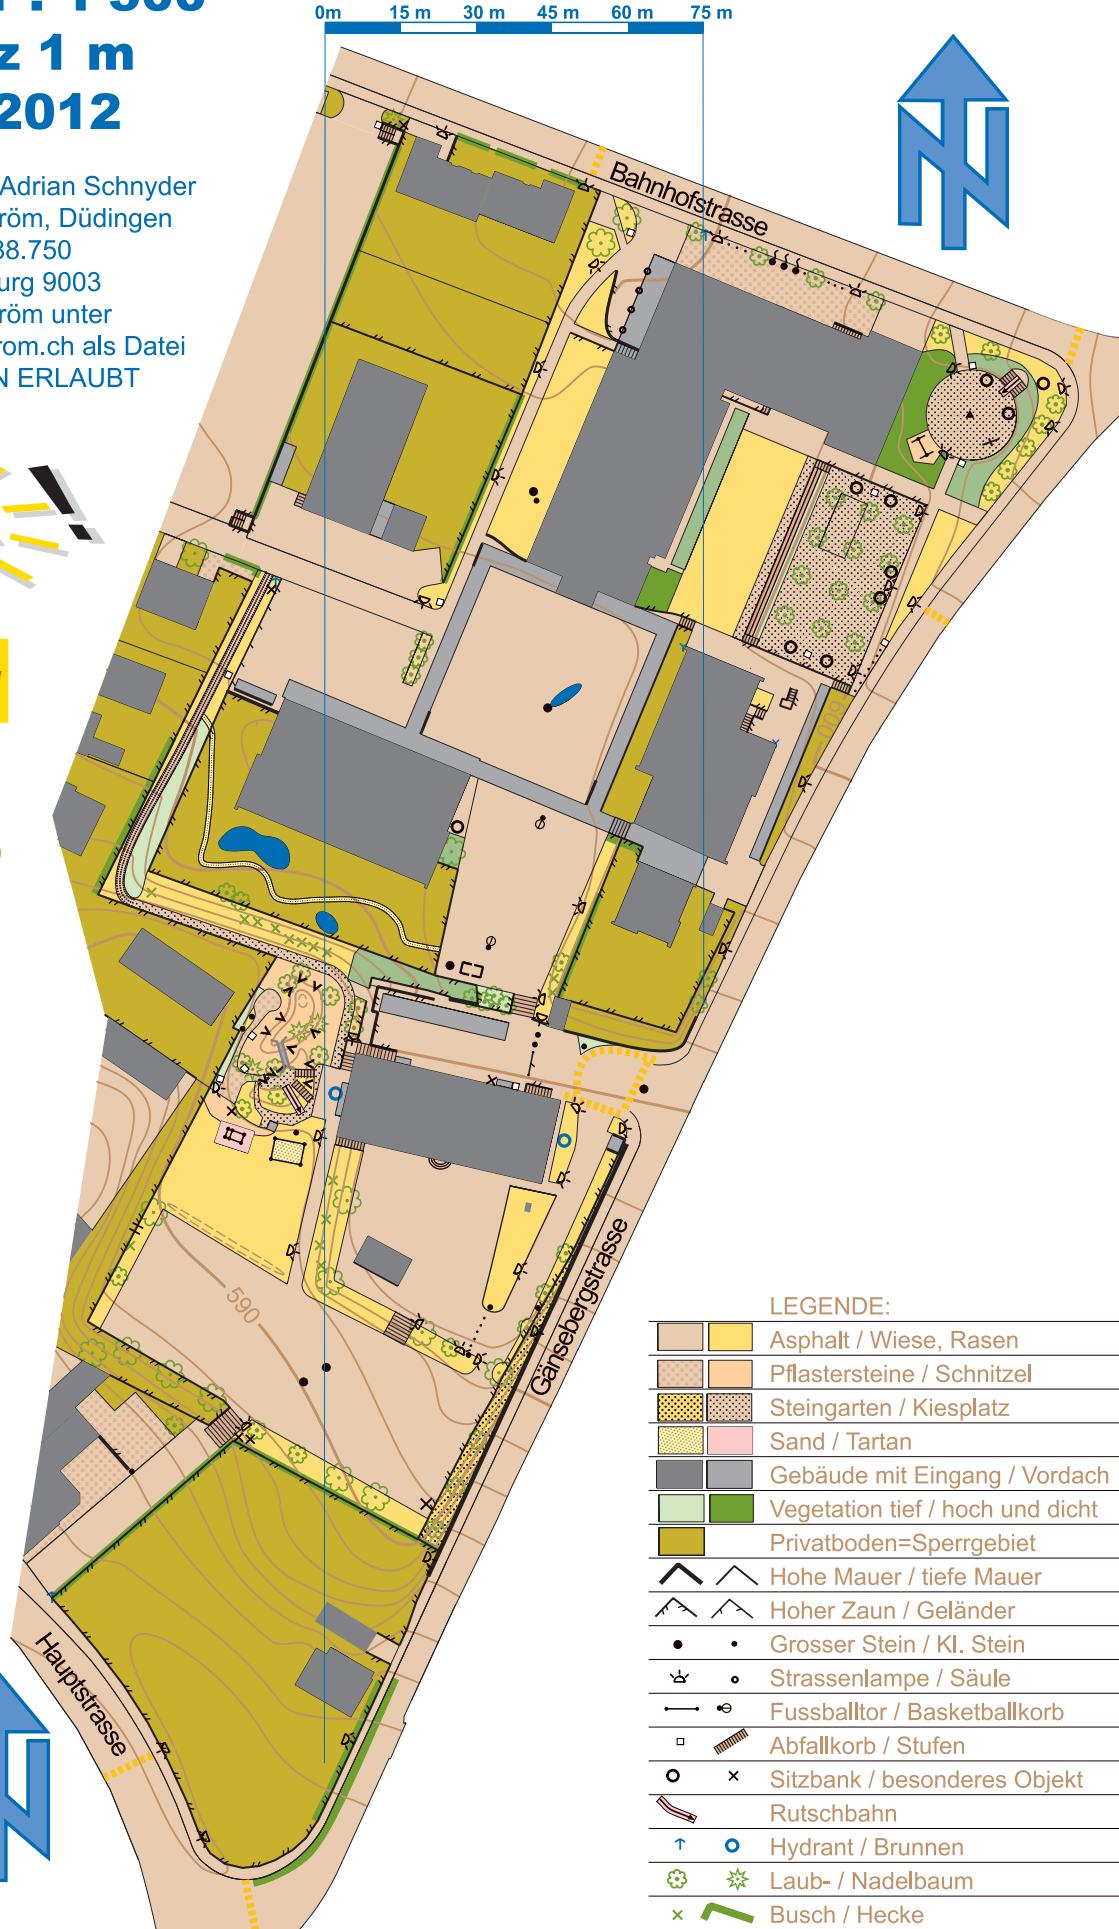 : 1 500
z 1 m
2012
0m 15 m 30 m 45 m 60 m 75 m
Adrian Schnyder
röm, Düdingen
38.750
urg 9003
röm unter
rom.ch als Datei
N ERLAUBT
Bahnhofstrasse
600
590
Gänsebergstrasse
Hauptstrasse
LEGENDE:
Asphalt / Wiese, Rasen
Pflastersteine / Schnitzel
Steingarten / Kiesplatz
Sand / Tartan
Gebäude mit Eingang / Vordach
Vegetation tief / hoch und dicht
Privatboden=Sperrgebiet
Hohe Mauer / tiefe Mauer
Hoher Zaun / Geländer
Grosser Stein / Kl. Stein
Strassenlampe / Säule
Fussballtor / Basketballkorb
Abfallkorb / Stufen
Sitzbank / besonderes Objekt
Rutschbahn
Hydrant / Brunnen
Laub- / Nadelbaum
Busch / Hecke